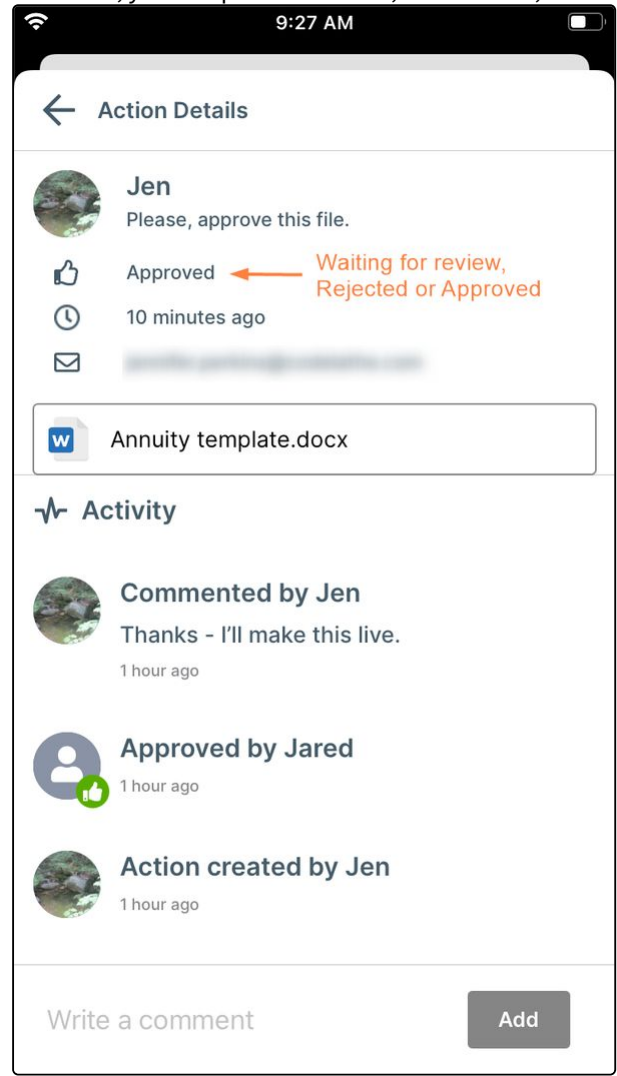 9:27 AM
Action Details
Jen
Please, approve this file.
Approved
Waiting for review,
Rejected or Approved
10 minutes ago
W
Annuity template.docx
Activity
Commented by Jen
Thanks - I'll make this live.
1 hour ago
Approved by Jared
1 hour ago
Action created by Jen
1 hour ago
Write a comment
Add